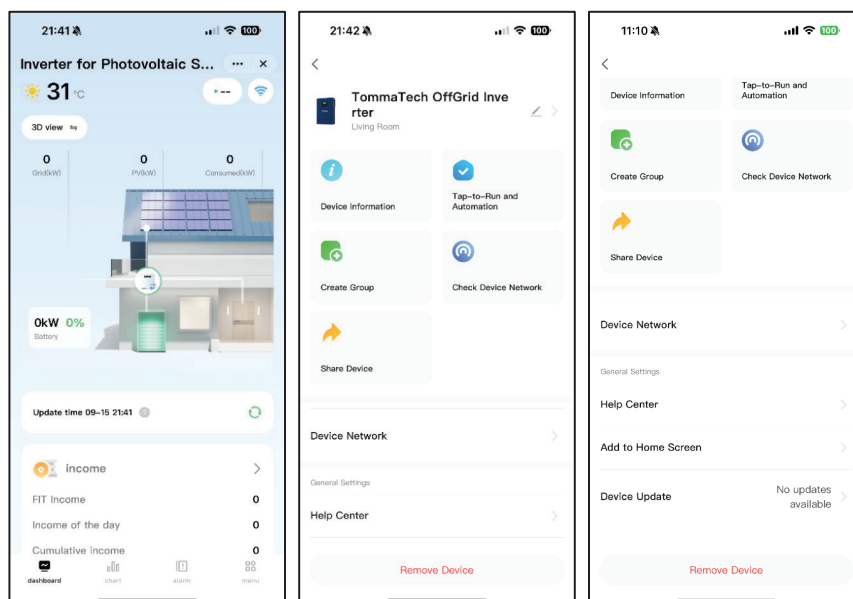 21:41
100
Inverter for Photovoltaic S...
31 °C
--
3D view
0
Grid(kW)
0
PV(kW)
0
Consumed(kW)
0kW 0%
Battery
Update time 09-15 21:41
income
FIT Income 0
Income of the day 0
Cumulative income 0
dashboard
chart
alarm
menu
21:42
100
TommaTech OffGrid Inve
rter
Living Room
Device Information
Tap-to-Run and
Automation
Create Group
Check Device Network
Share Device
Device Network
General Settings
Help Center
Remove Device
11:10
100
Device Information
Tap-to-Run and
Automation
Create Group
Check Device Network
Share Device
Device Network
General Settings
Help Center
Add to Home Screen
Device Update
No updates
available
Remove Device